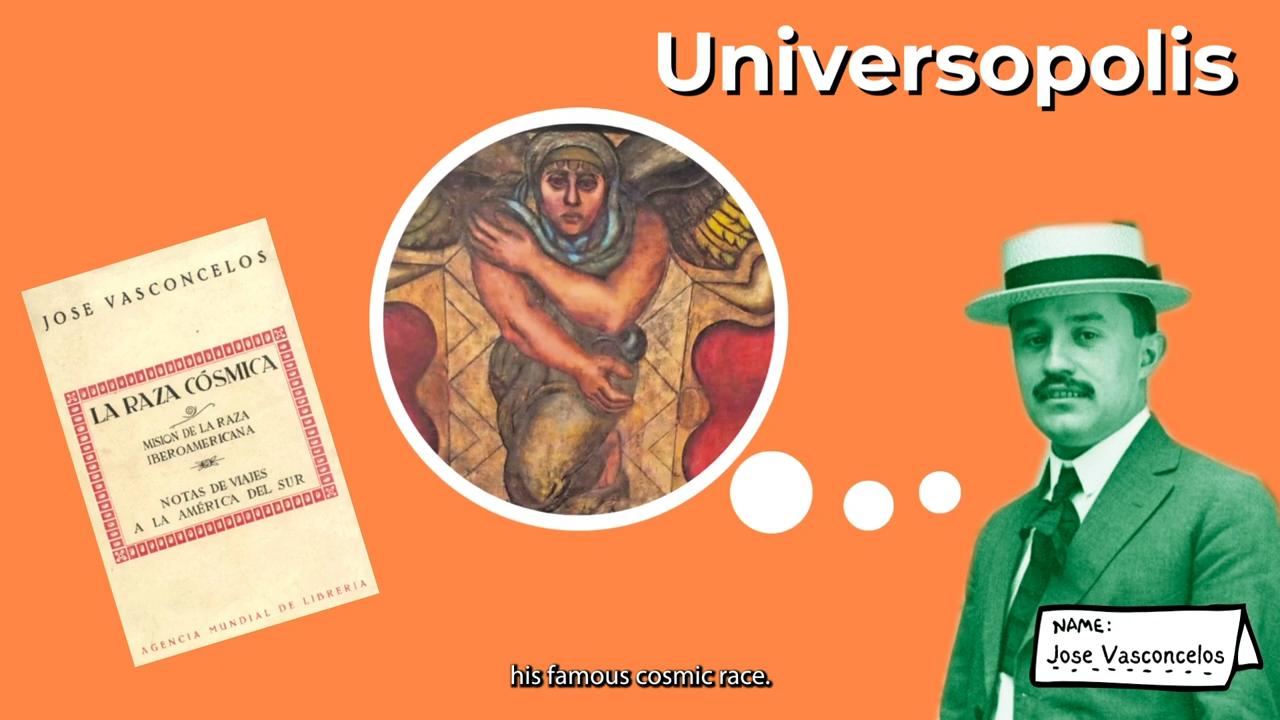 Universopolis
JOSE VASCONCELOS
LA RAZA CÓSMICA
MISION DE LA RAZA
IBEROAMERICANA
NOTAS DE VIAJES
A LA AMÉRICA DEL SUR
AGENCIA MUNDIAL DE LIBRERIA
NAME:
Jose Vasconcelos
his famous cosmic race.